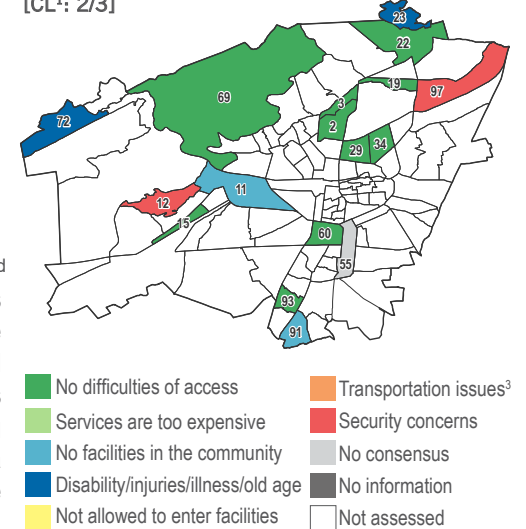 [CL¹: 2/3]
23
22
19
97
69
3
2
72
29
34
11
12
15
60
55
93
91
No difficulties of access
Services are too expensive
No facilities in the community
Disability/injuries/illness/old age
Not allowed to enter facilities
Transportation issues³
Security concerns
No consensus
No information
Not assessed